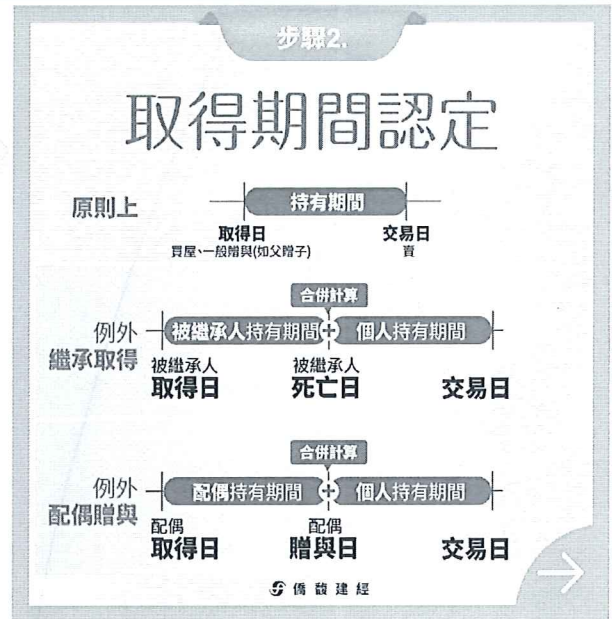 步驟2.
取得期間認定
原則上
持有期間
取得日
買屋、一般贈與(如父贈子)
交易日
賣
合併計算
例外
繼承取得
被繼承人持有期間
+
個人持有期間
被繼承人
取得日
被繼承人
死亡日
交易日
合併計算
例外
配偶贈與
配偶持有期間
+
個人持有期間
配偶
取得日
配偶
贈與日
交易日
僑馥建經